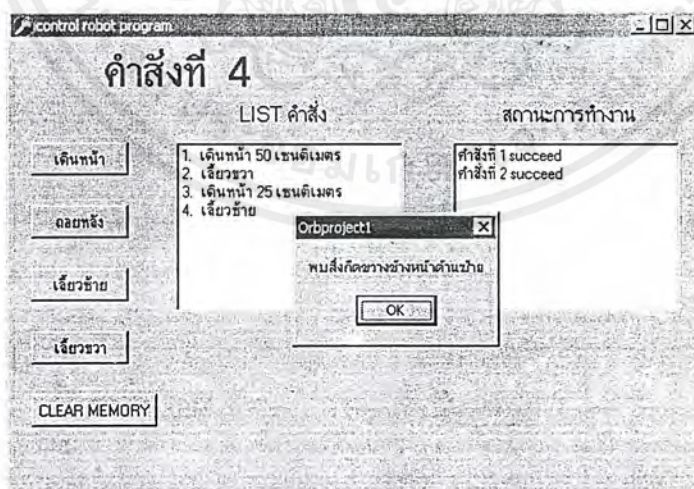 control robot program
คำสั่งที่ 4
LIST คำสั่ง
สถานะการทำงาน
เดินหน้า
ถอยหลัง
เลี้ยวซ้าย
เลี้ยวขวา
CLEAR MEMORY
1. เดินหน้า 50 เซนติเมตร
2. เลี้ยวขวา
3. เดินหน้า 25 เซนติเมตร
4. เลี้ยวซ้าย
คำสั่งที่ 1 succeed
คำสั่งที่ 2 succeed
Orbproject1
พบสิ่งกีดขวางข้างหน้าด้านซ้าย
OK